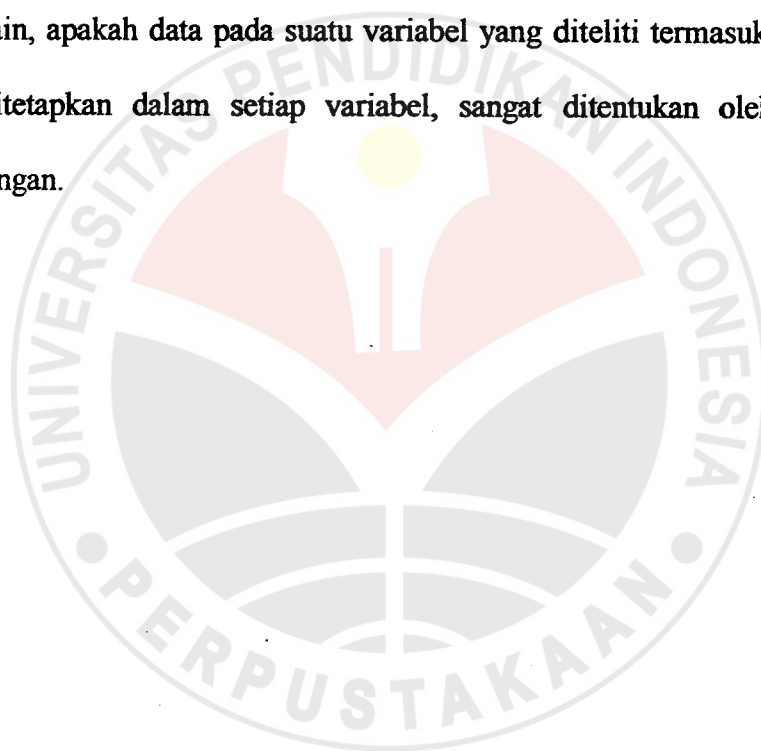 in, apakah data pada suatu variabel yang diteliti termasuk
itetapkan dalam setiap variabel, sangat ditentukan oleh
ngan.
UNIVERSITAS PENDIDIKAN INDONESIA
PERPUSTAKAAN